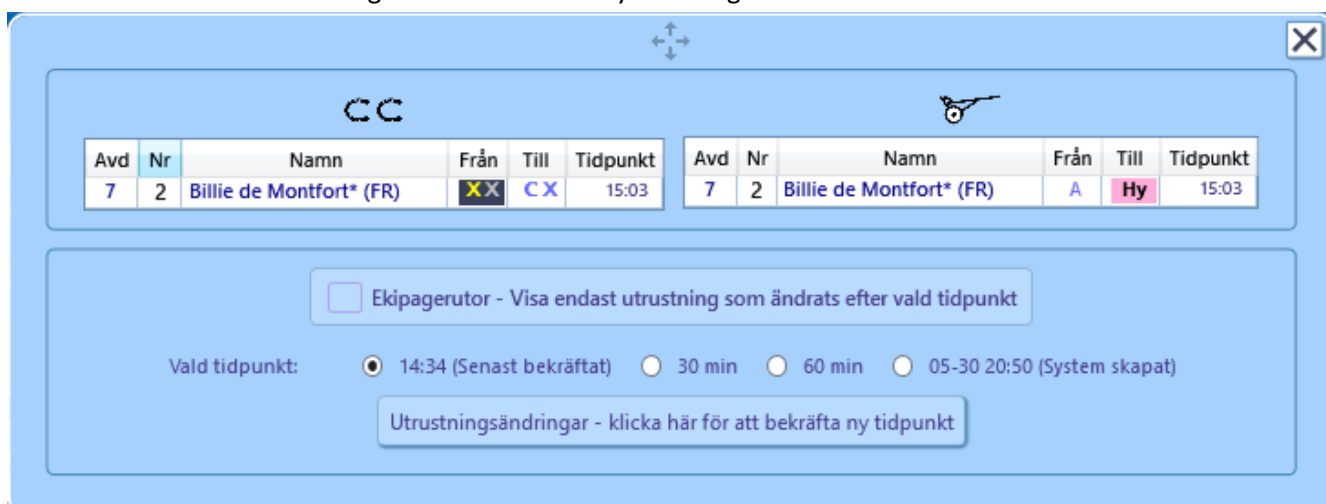 Avd Nr Namn Från Till Tidpunkt
7 2 Billie de Montfort* (FR) XX CX 15:03
Avd Nr Namn Från Till Tidpunkt
7 2 Billie de Montfort* (FR) A Hy 15:03
Ekipagerutor - Visa endast utrustning som ändrats efter vald tidpunkt
Vald tidpunkt: 14:34 (Senast bekräftat) 30 min 60 min 05-30 20:50 (System skapat)
Utrustningsändringar - klicka här för att bekräfta ny tidpunkt